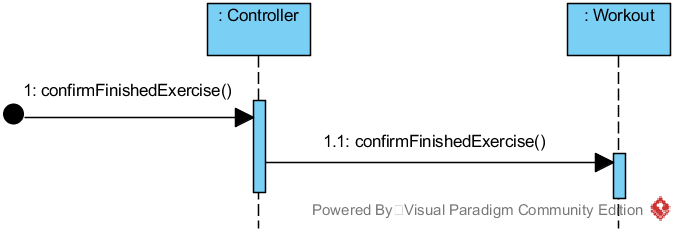 : Controller
: Workout
1: confirmFinishedExercise()
1.1: confirmFinishedExercise()
Powered By Visual Paradigm Community Edition